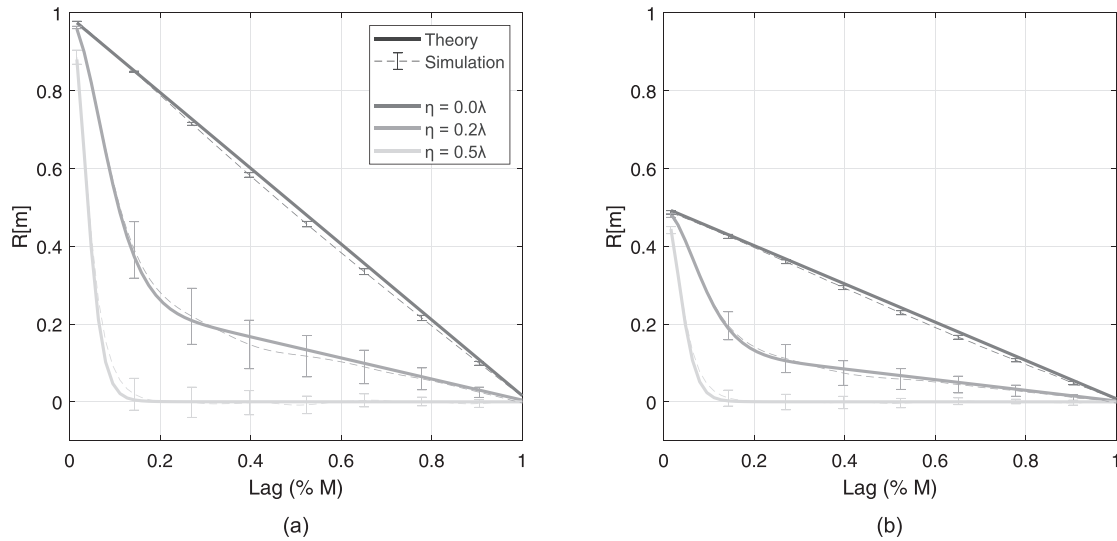 1
0.8
0.6
0.4
0.2
0
R[m]
0
0.2
0.4
0.6
0.8
1
Lag (% M)
(a)
Theory
Simulation
η = 0.0λ
η = 0.2λ
η = 0.5λ
1
0.8
0.6
0.4
0.2
0
R[m]
0
0.2
0.4
0.6
0.8
1
Lag (% M)
(b)